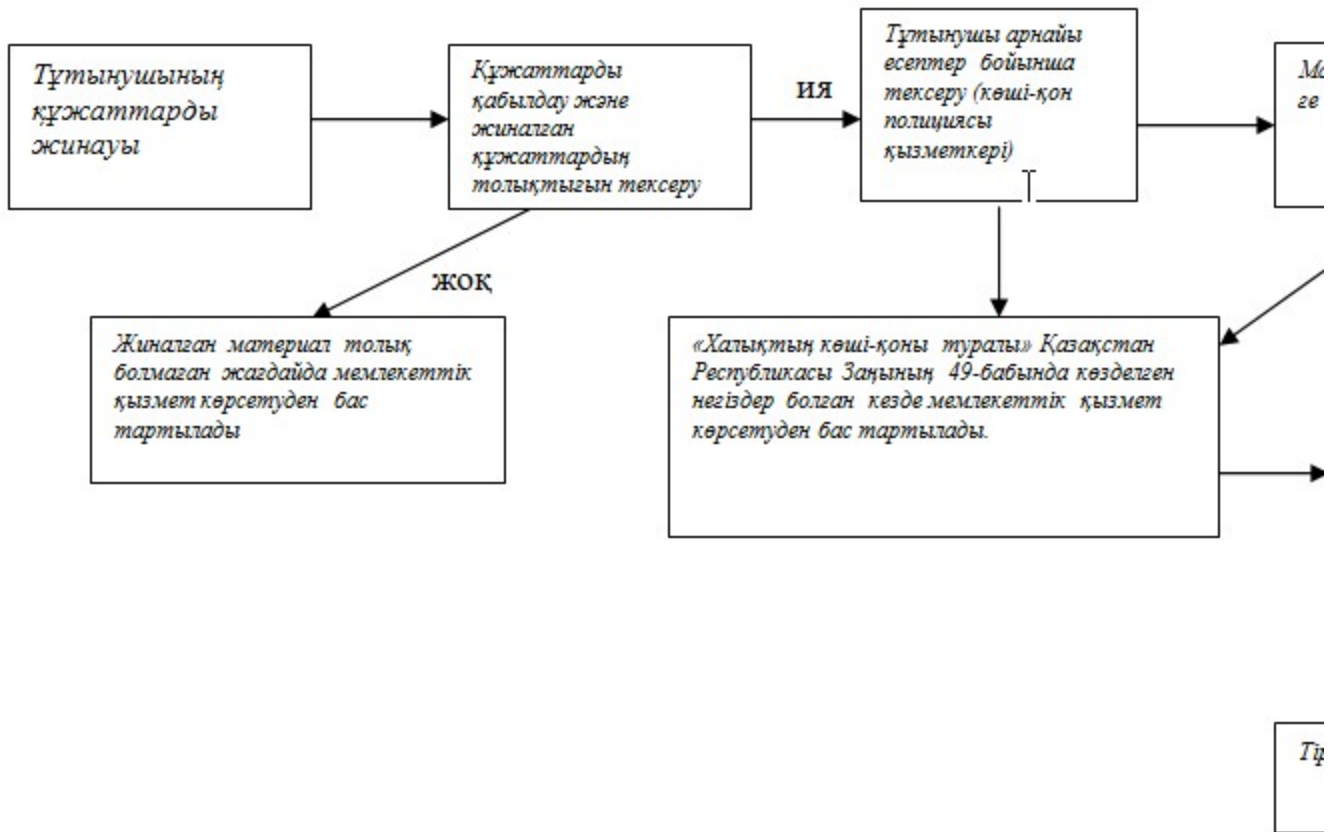 Тұтынушының
құжаттарды
жинауы
Құжаттарды
қабылдау және
жиналған
құжаттардың
толықтығын тексеру
ия
Тұтынушы арнайы
есептер бойынша
тексеру (көші-қон
полициясы
қызметкері)
ге
жоқ
Жиналған материал толық
болмаған жағдайда мемлекеттік
қызмет көрсетуден бас
тартылады
«Халықтың көші-қоны туралы» Қазақстан
Республикасы Заңының 49-бабында көзделген
негіздер болған кезде мемлекеттік қызмет
көрсетуден бас тартылады.